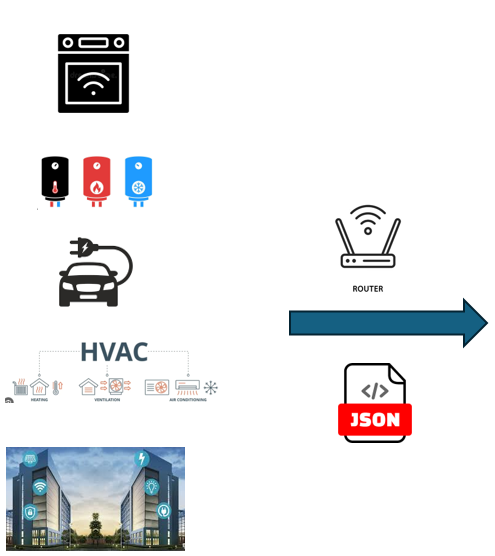 ROUTER
HVAC
HEATING
VENTILATION
AIR CONDITIONING
</>
JSON